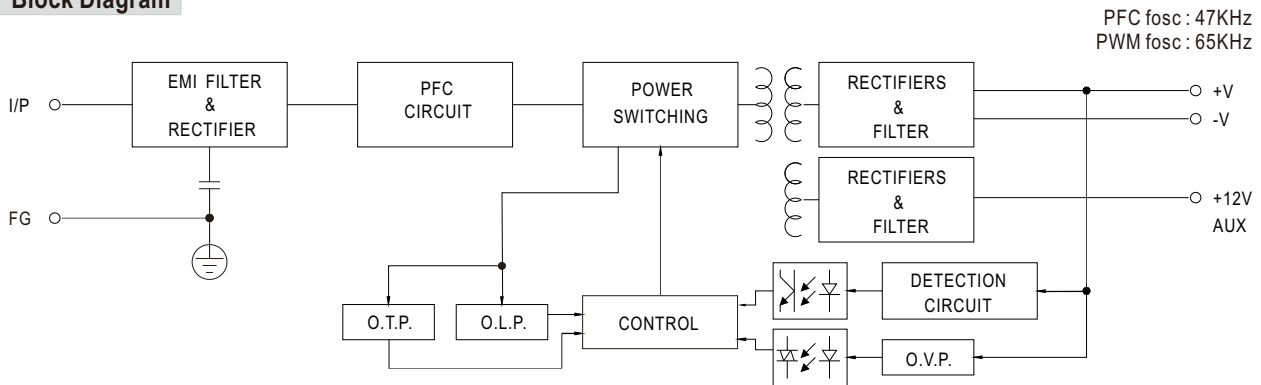 Block Diagram
PFC fosc : 47KHz
PWM fosc : 65KHz
I/P
EMI FILTER
&
RECTIFIER
PFC
CIRCUIT
POWER
SWITCHING
RECTIFIERS
&
FILTER
+V
-V
RECTIFIERS
&
FILTER
+12V
AUX
FG
DETECTION
CIRCUIT
O.T.P.
O.L.P.
CONTROL
O.V.P.